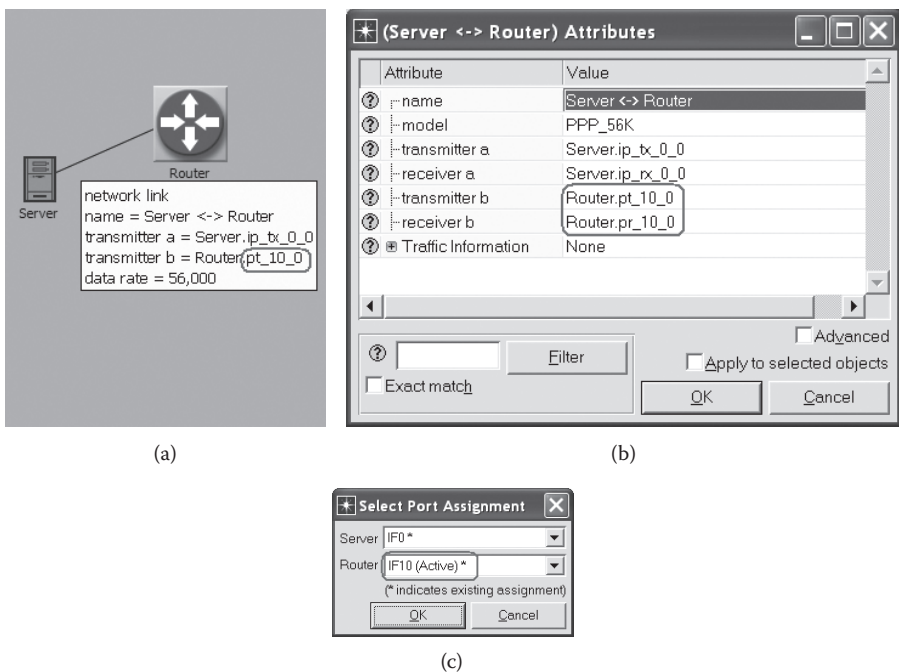 Server
Router
network link
name = Server <-> Router
transmitter a = Server.ip_tx_0_0
transmitter b = Router.pt_10_0
data rate = 56,000
(a)
(Server <-> Router) Attributes
Attribute Value
name Server <-> Router
model PPP_56K
transmitter a Server.ip_tx_0_0
receiver a Server.ip_rx_0_0
transmitter b Router.pt_10_0
receiver b Router.pr_10_0
Traffic Information None
Advanced
Filter
Apply to selected objects
Exact match
OK Cancel
(b)
Select Port Assignment
Server IF0 *
Router IF10 (Active) *
(* indicates existing assignment)
OK Cancel
(c)